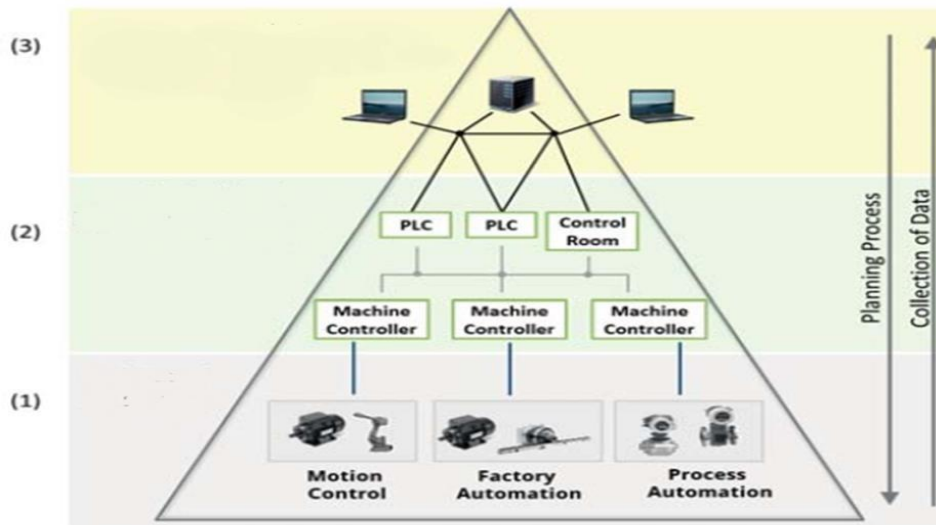 (3)
(2)
PLC
PLC
Control
Room
Machine
Controller
Machine
Controller
Machine
Controller
(1)
Motion
Control
Factory
Automation
Process
Automation
Planning Process
Collection of Data